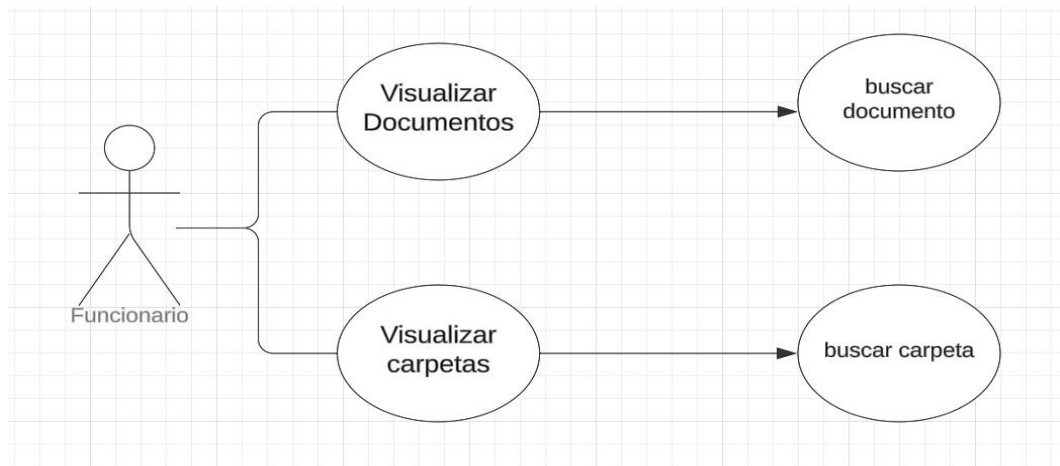 Visualizar
Documentos
buscar
documento
Funcionario
Visualizar
carpetas
buscar carpeta